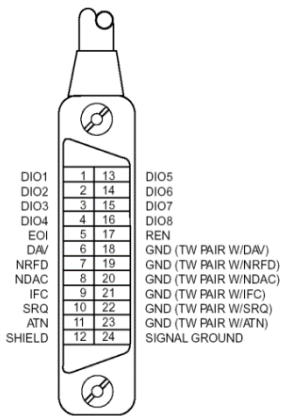 DIO1 1 13 DIO5
DIO2 2 14 DIO6
DIO3 3 15 DIO7
DIO4 4 16 DIO8
EOI 5 17 REN
DAV 6 18 GND (TW PAIR W/DAV)
NRFD 7 19 GND (TW PAIR W/NRFD)
NDAC 8 20 GND (TW PAIR W/NDAC)
IFC 9 21 GND (TW PAIR W/IFC)
SRQ 10 22 GND (TW PAIR W/SRQ)
ATN 11 23 GND (TW PAIR W/ATN)
SHIELD 12 24 SIGNAL GROUND